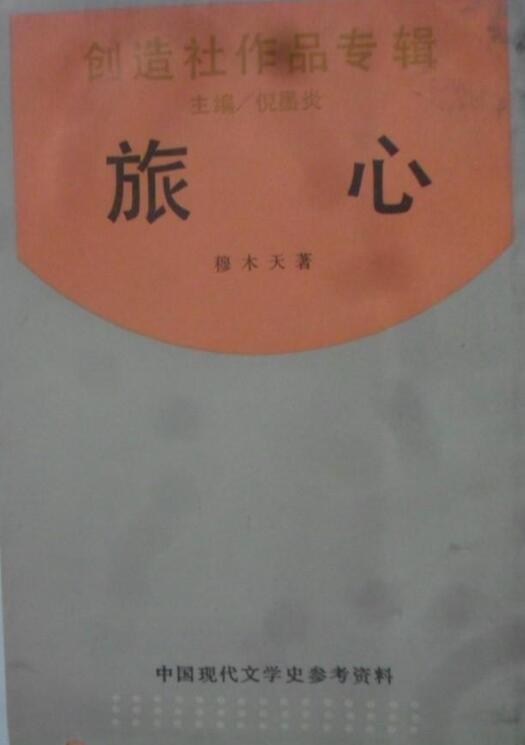 创造社作品专辑
主编/倪墨炎
旅 心
穆木天著
中国现代文学史参考资料